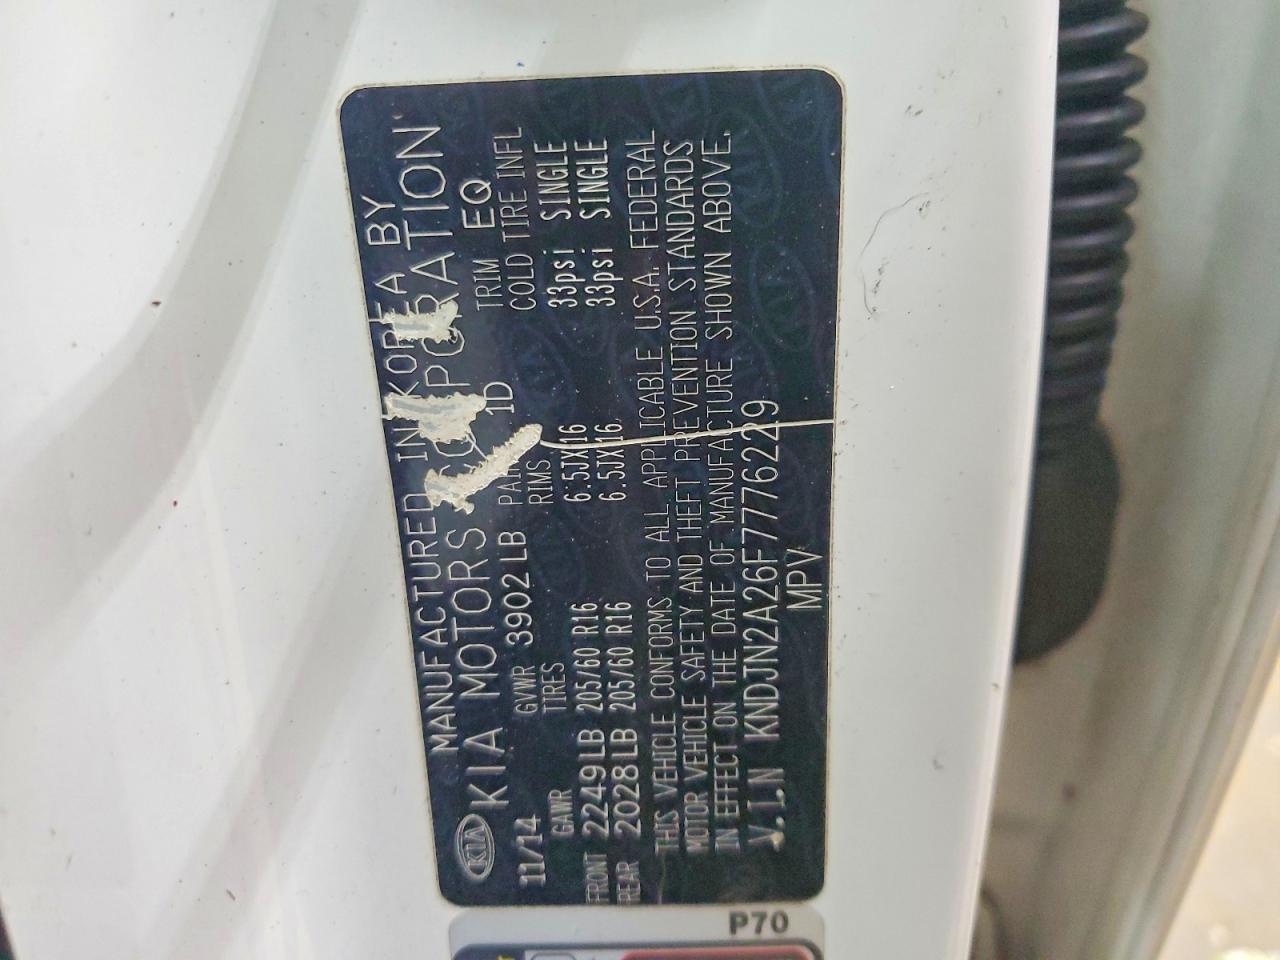 MANUFACTURED IN KOREA BY
KIA KIA MOTORS CORPORATION
11/14 GVWR 3902 LB PAINT 1D TRIM EQ
GAWR TIRES RIMS COLD TIRE INFL
FRONT 2249LB 205/60 R16 6.5JX16 33psi SINGLE
REAR 2028LB 205/60 R16 6.5JX16 33psi SINGLE
THIS VEHICLE CONFORMS TO ALL APPLICABLE U.S.A. FEDERAL
MOTOR VEHICLE SAFETY AND THEFT PREVENTION STANDARDS
IN EFFECT ON THE DATE OF MANUFACTURE SHOWN ABOVE.
V.I.N KNDJN2A26F7776229
MPV
P70